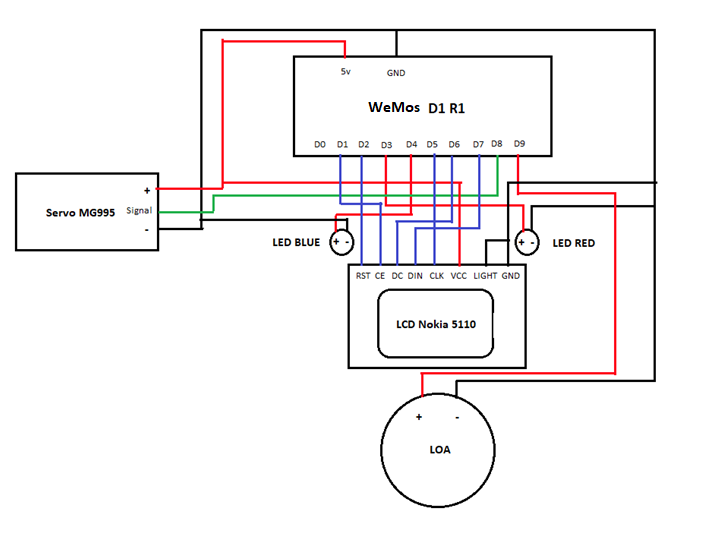 5v GND
WeMos D1 R1
D0 D1 D2 D3 D4 D5 D6 D7 D8 D9
+
Servo MG995 Signal
-
LED BLUE + - + - LED RED
RST CE DC DIN CLK VCC LIGHT GND
LCD Nokia 5110
+ -
LOA